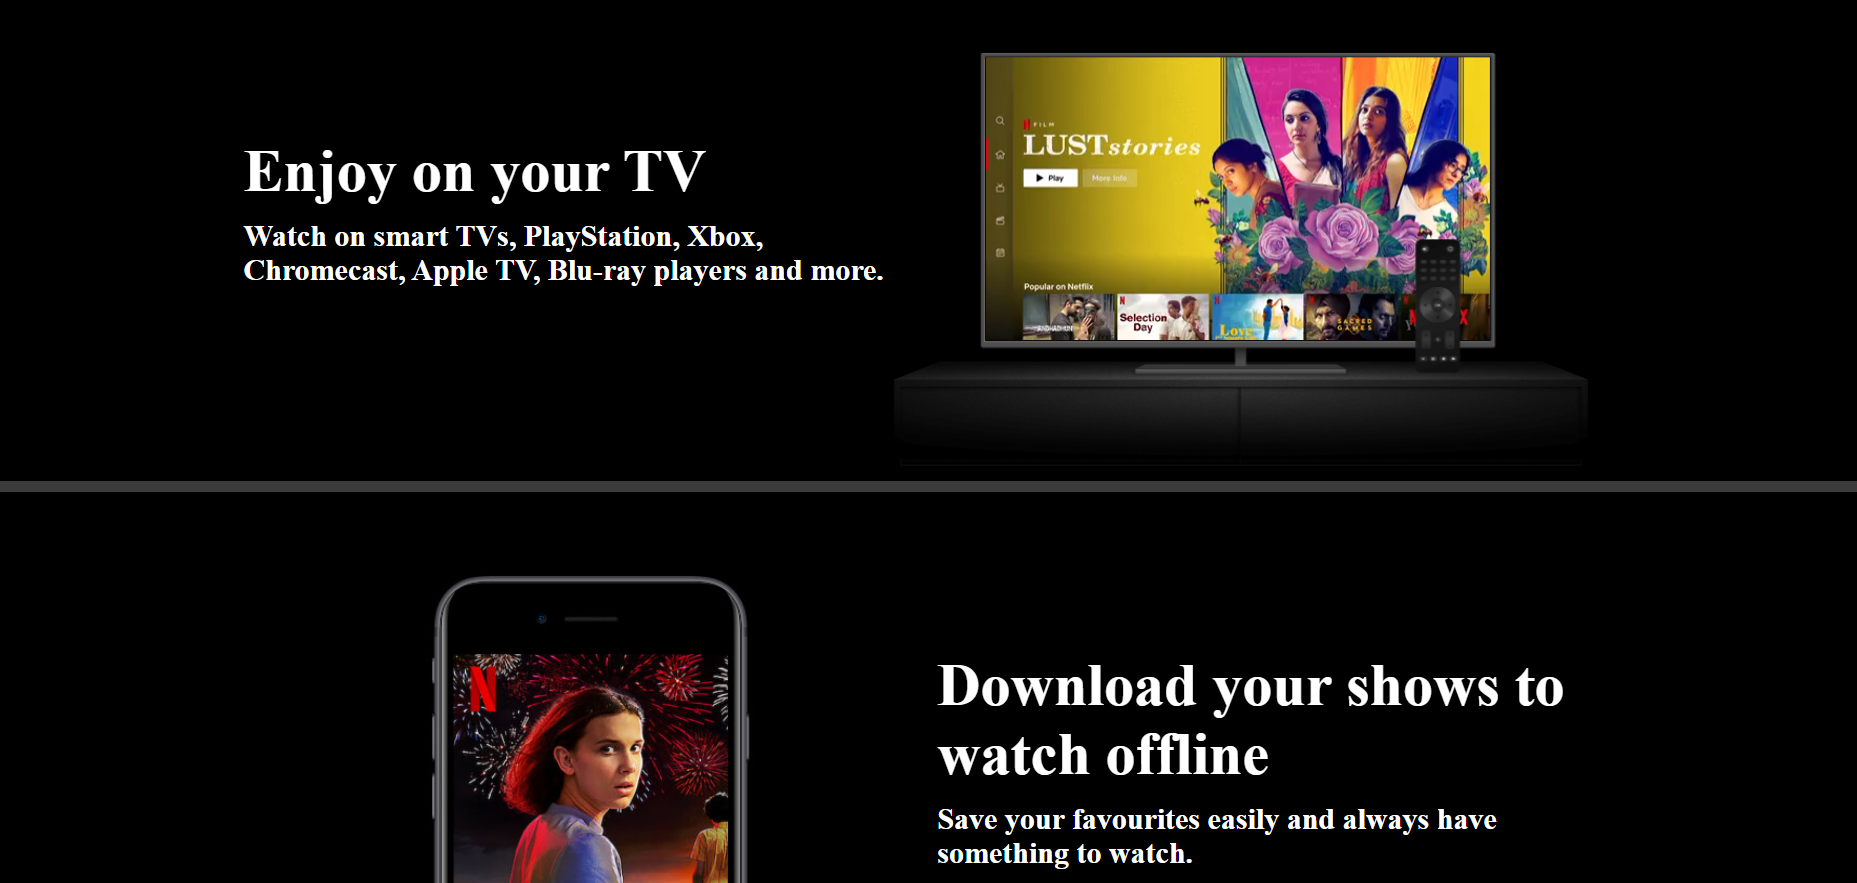 Enjoy on your TV
Watch on smart TVs, PlayStation, Xbox,
Chromecast, Apple TV, Blu-ray players and more.
N FILM
LUST stories
Play More Info
Popular on Netflix
ANDHADHUN
Selection
Day
Love
SACRED
GAMES
N
Download your shows to
watch offline
Save your favourites easily and always have
something to watch.